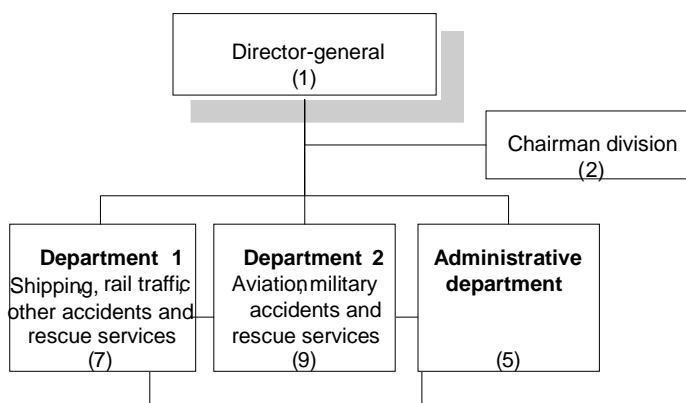 Director-general
(1)
Chairman division
(2)
Department 1
Shipping, rail traffic,
other accidents and
rescue services
(7)
Department 2
Aviation, military
accidents and
rescue services
(9)
Administrative
department
(5)